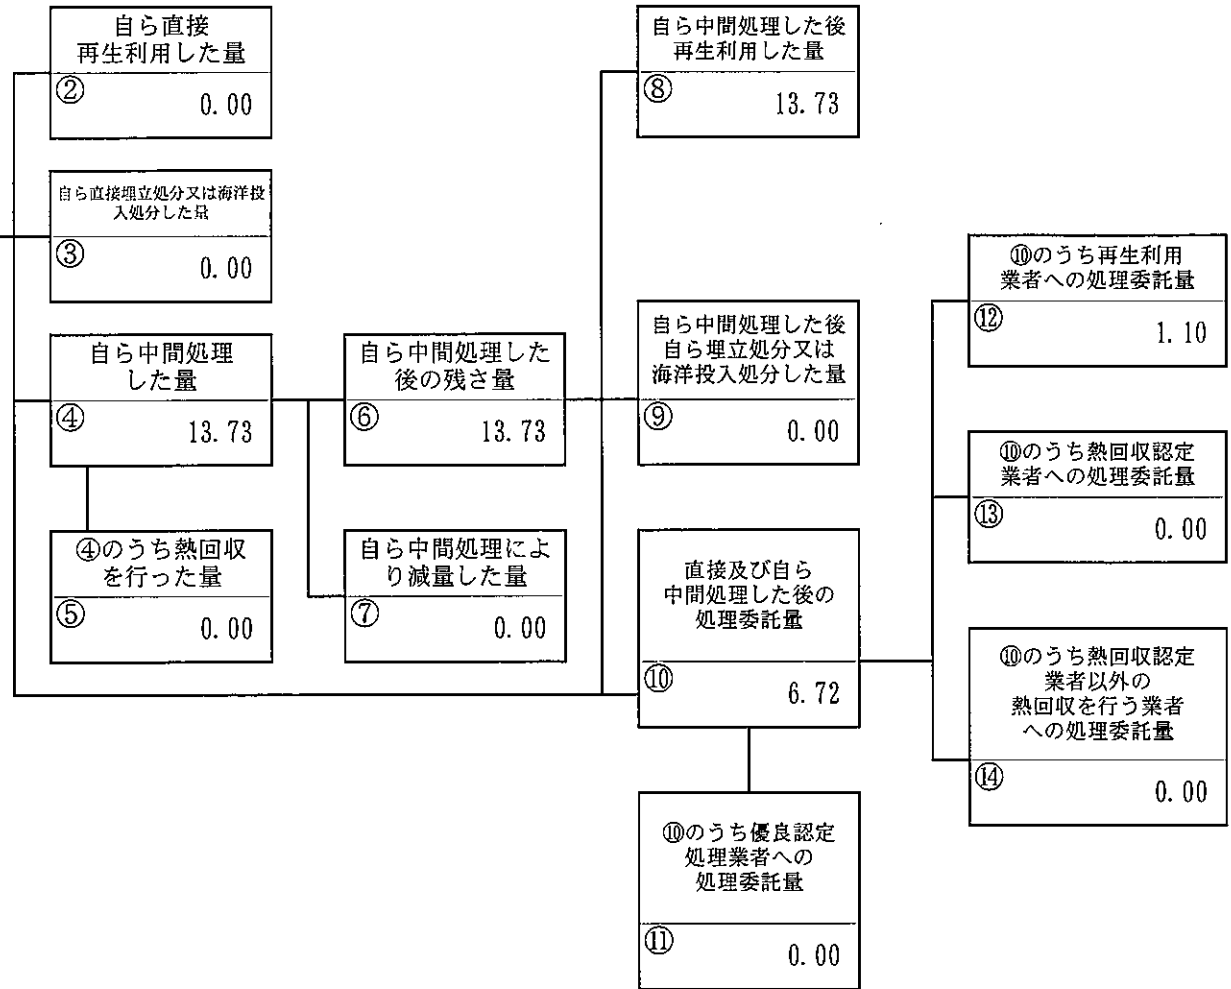 自ら直接
再生利用した量
②
0.00
自ら直接埋立処分又は海洋投
入処分した量
③
0.00
自ら中間処理
した量
④
13.73
④のうち熱回収
を行った量
⑤
0.00
自ら中間処理した
後の残さ量
⑥
13.73
自ら中間処理によ
り減量した量
⑦
0.00
自ら中間処理した後
再生利用した量
⑧
13.73
自ら中間処理した後
自ら埋立処分又は
海洋投入処分した量
⑨
0.00
直接及び自ら
中間処理した後の
処理委託量
⑩
6.72
⑩のうち優良認定
処理業者への
処理委託量
⑪
0.00
⑩のうち再生利用
業者への処理委託量
⑫
1.10
⑩のうち熱回収認定
業者への処理委託量
⑬
0.00
⑩のうち熱回収認定
業者以外の
熱回収を行う業者
への処理委託量
⑭
0.00